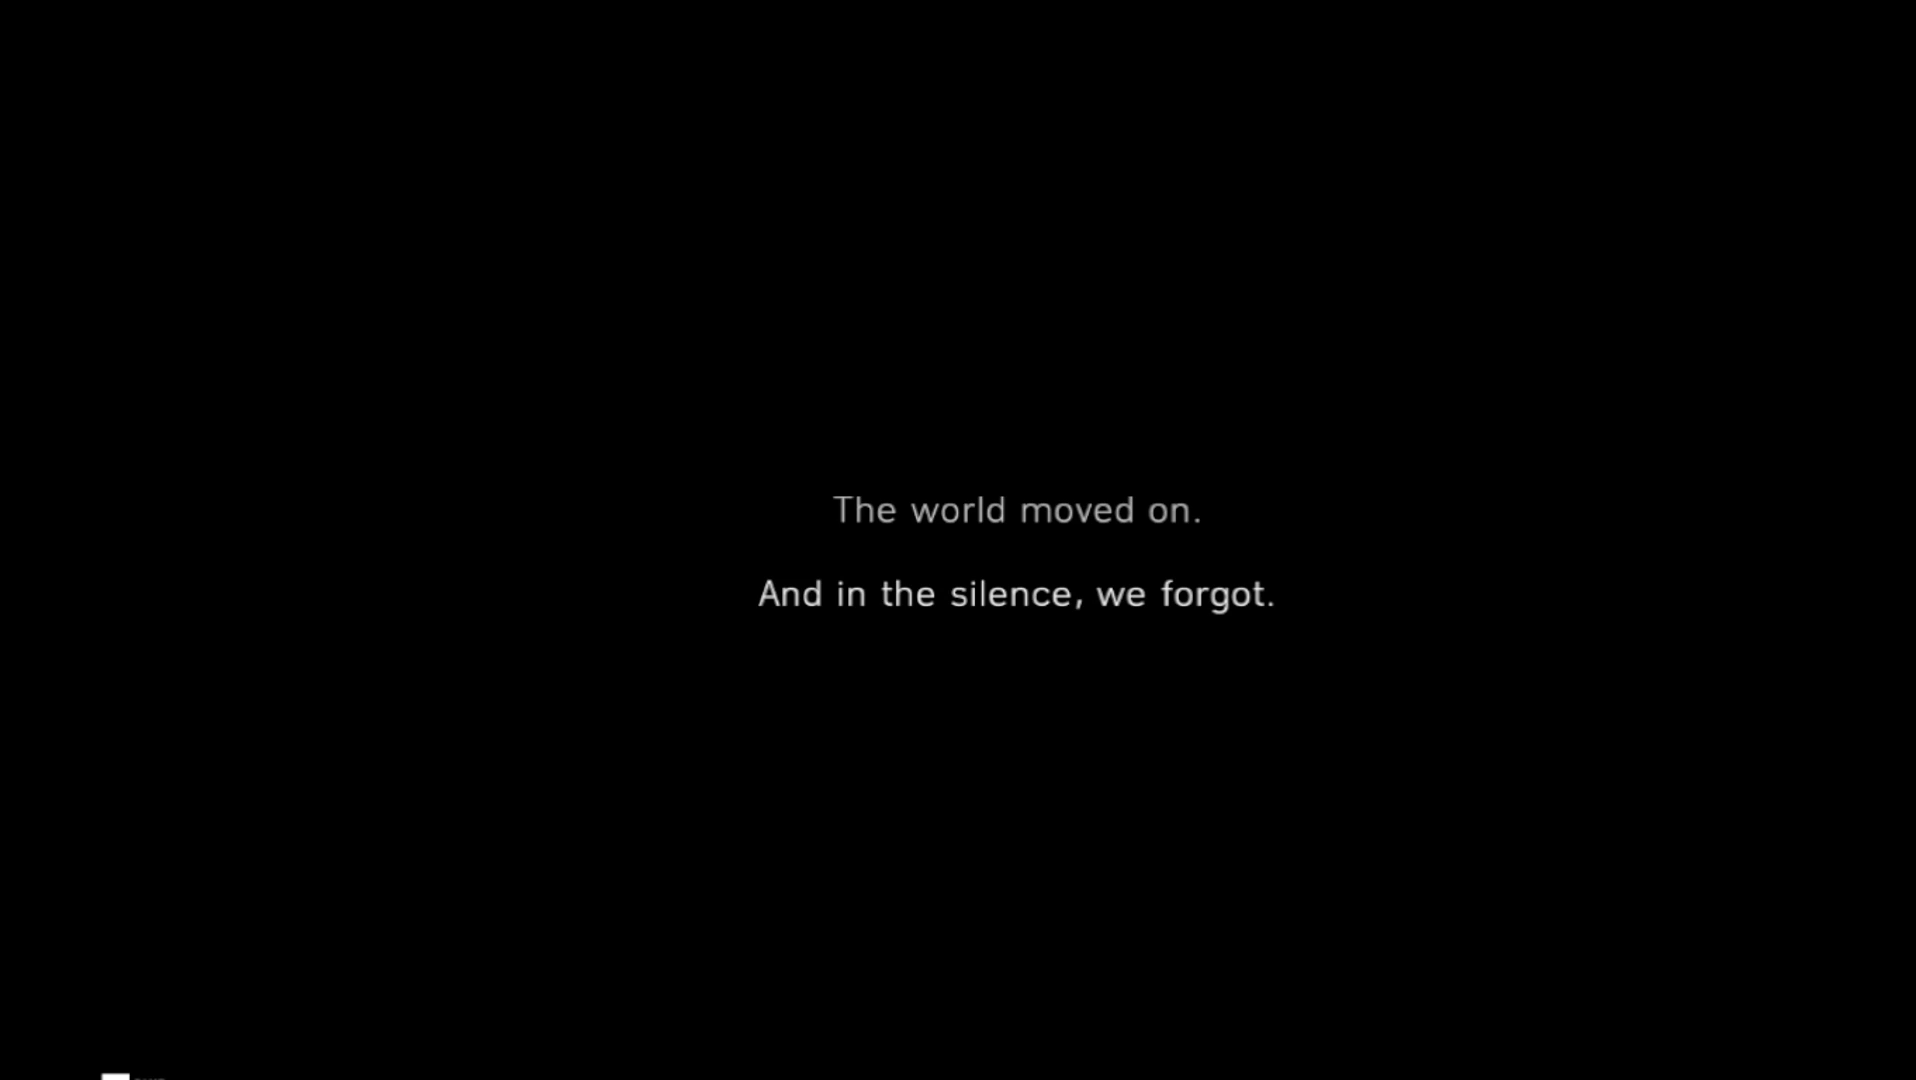 The world moved on.
And in the silence, we forgot.